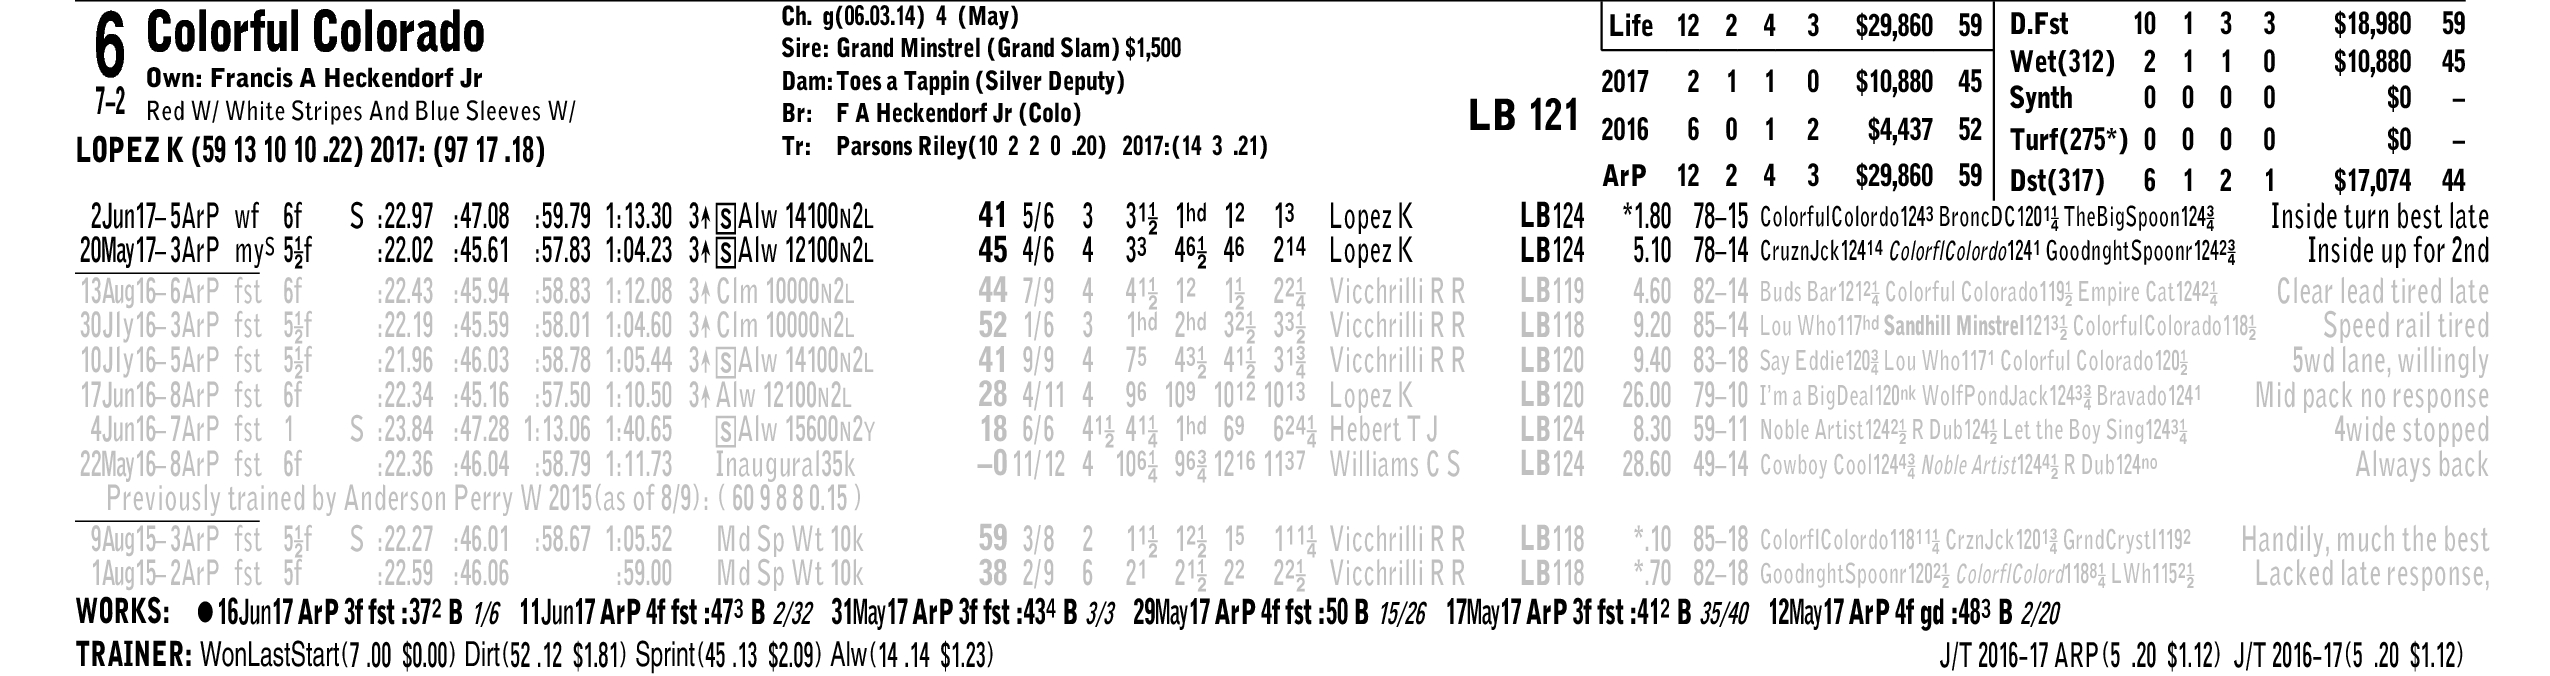 6 Colorful Colorado
Own: Francis A Heckendorf Jr
7–2 Red W/ White Stripes And Blue Sleeves W/
LOPEZ K (59 13 10 10 .22) 2017: (97 17 .18)
Ch. g(06.03.14) 4 (May)
Sire: Grand Minstrel (Grand Slam) $1,500
Dam: Toes a Tappin (Silver Deputy)
Br: F A Heckendorf Jr (Colo)
Tr: Parsons Riley(10 2 2 0 .20) 2017:(14 3 .21)
LB 121
Life 12 2 4 3 $29,860 59
2017 2 1 1 0 $10,880 45
2016 6 0 1 2 $4,437 52
ArP 12 2 4 3 $29,860 59
D.Fst 10 1 3 3 $18,980 59
Wet(312) 2 1 1 0 $10,880 45
Synth 0 0 0 0 $0 –
Turf(275*) 0 0 0 0 $0 –
Dst(317) 6 1 2 1 $17,074 44
2Jun17–5ArP wf 6f S :22.97 :47.08 :59.79 1:13.30 3↑ S Alw 14100N2L 41 5/6 3 31½ 1hd 12 13 Lopez K LB124 *1.80 78–15 ColorfulColordo1243 BroncDC1201¼ TheBigSpoon124¾ Inside turn best late
20May17–3ArP myS 5½f :22.02 :45.61 :57.83 1:04.23 3↑ S Alw 12100N2L 45 4/6 4 33 46½ 46 214 Lopez K LB124 5.10 78–14 CruznJck12414 ColorflColordo1241 GoodnghtSpoonr1242¾ Inside up for 2nd
13Aug16–6ArP fst 6f :22.43 :45.94 :58.83 1:12.08 3↑ Clm 10000N2L 44 7/9 4 41½ 12 1½ 22¼ Vicchrilli R R LB119 4.60 82–14 Buds Bar1212¼ Colorful Colorado119½ Empire Cat1242¼ Clear lead tired late
30Jly16–3ArP fst 5½f :22.19 :45.59 :58.01 1:04.60 3↑ Clm 10000N2L 52 1/6 3 1hd 2hd 32½ 33½ Vicchrilli R R LB118 9.20 85–14 Lou Who117hd Sandhill Minstrel1213½ ColorfulColorado118½ Speed rail tired
10Jly16–5ArP fst 5½f :21.96 :46.03 :58.78 1:05.44 3↑ S Alw 14100N2L 41 9/9 4 75 43½ 41½ 31¾ Vicchrilli R R LB120 9.40 83–18 Say Eddie120¾ Lou Who1171 Colorful Colorado120½ 5wd lane, willingly
17Jun16–8ArP fst 6f :22.34 :45.16 :57.50 1:10.50 3↑ Alw 12100N2L 28 4/11 4 96 109 1012 1013 Lopez K LB120 26.00 79–10 I'm a BigDeal120nk WolfPondJack1243¾ Bravado1241 Mid pack no response
4Jun16–7ArP fst 1 S :23.84 :47.28 1:13.06 1:40.65 S Alw 15600N2Y 18 6/6 41½ 41¼ 1hd 69 624¼ Hebert T J LB124 8.30 59–11 Noble Artist1242½ R Dub124½ Let the Boy Sing1243¼ 4wide stopped
22May16–8ArP fst 6f :22.36 :46.04 :58.79 1:11.73 Inaugural35k –0 11/12 4 106¼ 96¾ 1216 1137 Williams C S LB124 28.60 49–14 Cowboy Cool1244¾ Noble Artist1244½ R Dub124no Always back
Previously trained by Anderson Perry W 2015(as of 8/9): ( 60 9 8 8 0.15 )
9Aug15–3ArP fst 5½f S :22.27 :46.01 :58.67 1:05.52 Md Sp Wt 10k 59 3/8 2 11½ 12½ 15 111¼ Vicchrilli R R LB118 *.10 85–18 ColorflColordo11811¼ CrznJck1201¾ GrndCrystl1192 Handily, much the best
1Aug15–2ArP fst 5f :22.59 :46.06 :59.00 Md Sp Wt 10k 38 2/9 6 21 21½ 22 22½ Vicchrilli R R LB118 *.70 82–18 GoodnghtSpoonr1202½ ColorflColord1188¼ LWh1152½ Lacked late response,
WORKS: ●16Jun17 ArP 3f fst :372 B 1/6 11Jun17 ArP 4f fst :473 B 2/32 31May17 ArP 3f fst :434 B 3/3 29May17 ArP 4f fst :50 B 15/26 17May17 ArP 3f fst :412 B 35/40 12May17 ArP 4f gd :483 B 2/20
TRAINER: WonLastStart(7 .00 $0.00) Dirt(52 .12 $1.81) Sprint(45 .13 $2.09) Alw(14 .14 $1.23) J/T 2016–17 ARP(5 .20 $1.12) J/T 2016–17(5 .20 $1.12)